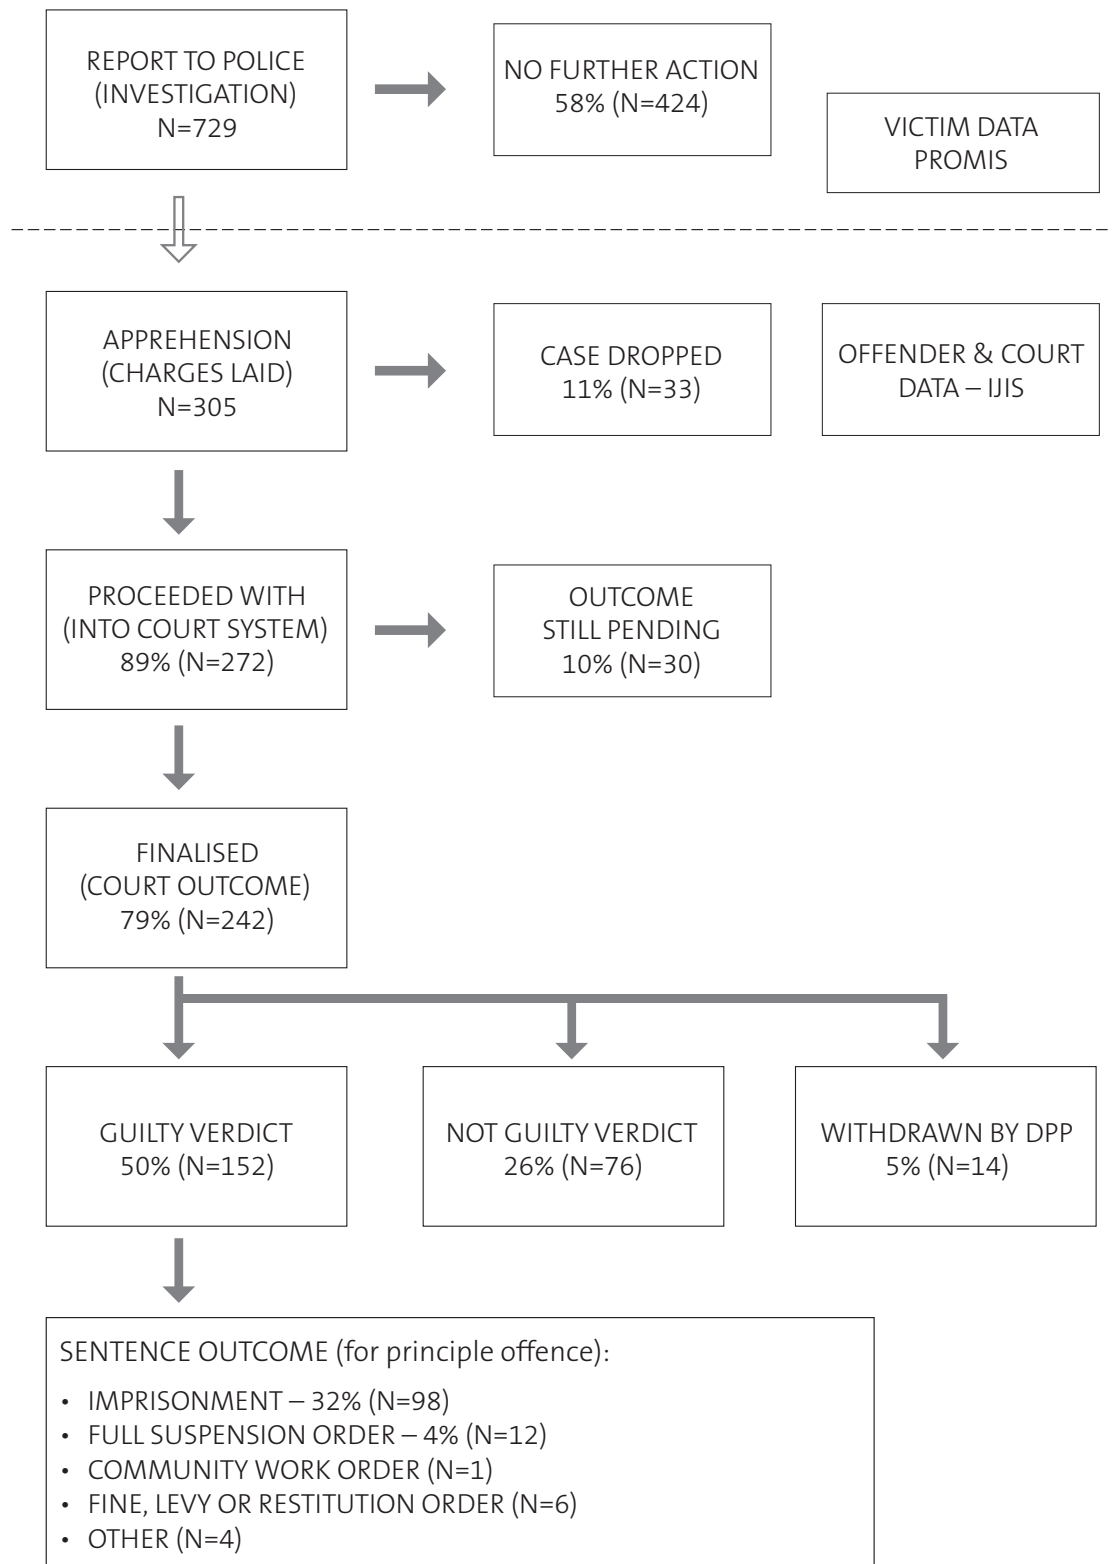 REPORT TO POLICE
(INVESTIGATION)
N=729
NO FURTHER ACTION
58% (N=424)
VICTIM DATA
PROMIS
APPREHENSION
(CHARGES LAID)
N=305
CASE DROPPED
11% (N=33)
OFFENDER & COURT
DATA – IJIS
PROCEEDED WITH
(INTO COURT SYSTEM)
89% (N=272)
OUTCOME
STILL PENDING
10% (N=30)
FINALISED
(COURT OUTCOME)
79% (N=242)
GUILTY VERDICT
50% (N=152)
NOT GUILTY VERDICT
26% (N=76)
WITHDRAWN BY DPP
5% (N=14)
SENTENCE OUTCOME (for principle offence):
• IMPRISONMENT – 32% (N=98)
• FULL SUSPENSION ORDER – 4% (N=12)
• COMMUNITY WORK ORDER (N=1)
• FINE, LEVY OR RESTITUTION ORDER (N=6)
• OTHER (N=4)